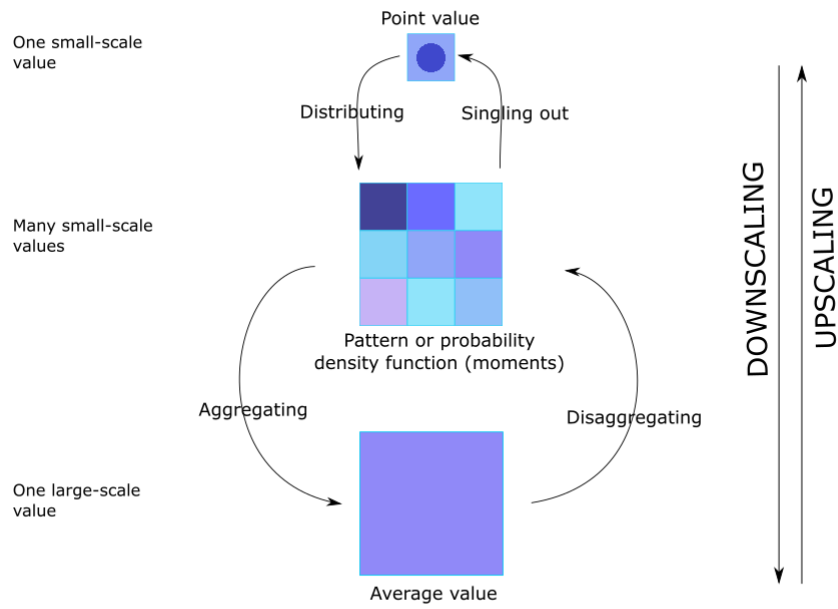 Point value
One small-scale
value
Distributing
Singling out
Many small-scale
values
Pattern or probability
density function (moments)
Aggregating
Disaggregating
One large-scale
value
Average value
DOWNSCALING
UPSCALING